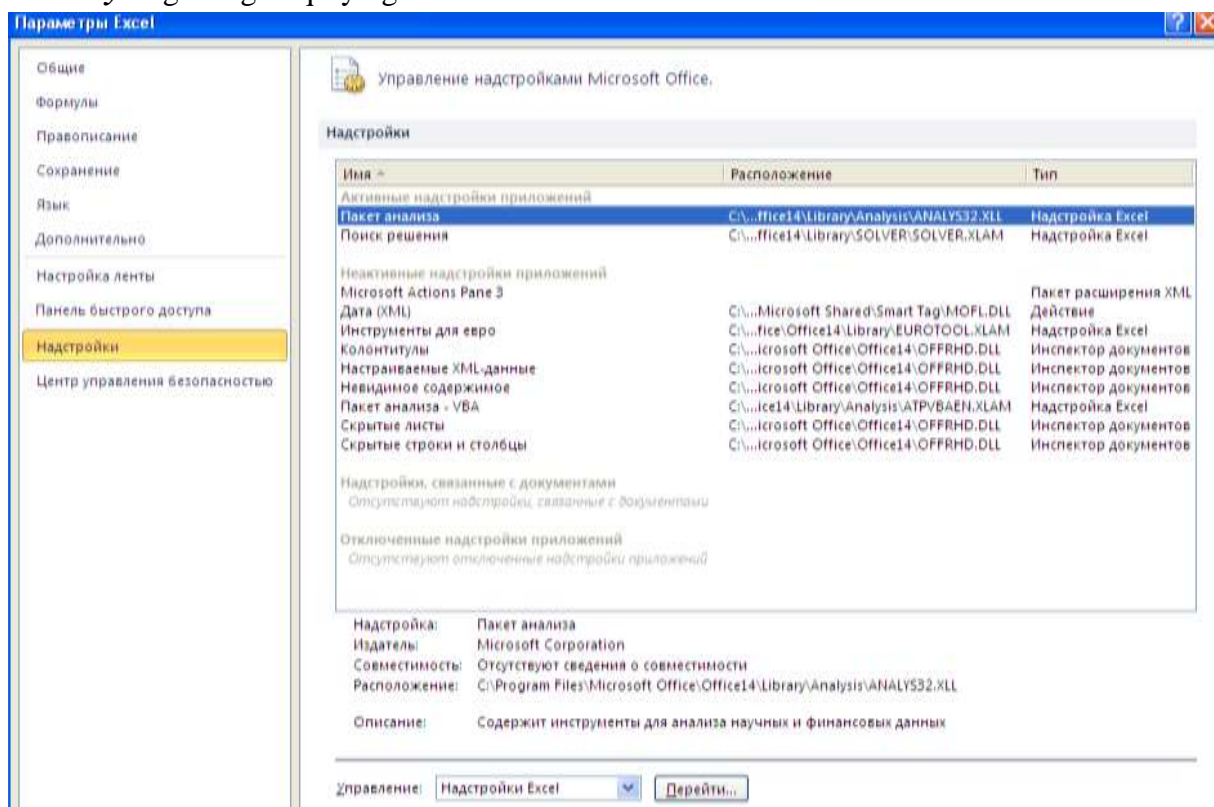 Параметры Excel
Общие
Формулы
Правописание
Сохранение
Язык
Дополнительно
Настройка ленты
Панель быстрого доступа
Надстройки
Центр управления безопасностью
Управление надстройками Microsoft Office.
Надстройки
Имя Расположение Тип
Активные надстройки приложений
Пакет анализа C:\...ffice14\Library\Analysis\ANALYS32.XLL Надстройка Excel
Поиск решения C:\...ffice14\Library\SOLVER\SOLVER.XLAM Надстройка Excel
Неактивные надстройки приложений
Microsoft Actions Pane 3 Пакет расширения XML
Дата (XML) C:\...Microsoft Shared\Smart Tag\MOFL.DLL Действие
Инструменты для евро C:\...fice\Office14\Library\EUROTOOL.XLAM Надстройка Excel
Колонтитулы C:\...icrosoft Office\Office14\OFFRHD.DLL Инспектор документов
Настраиваемые XML-данные C:\...icrosoft Office\Office14\OFFRHD.DLL Инспектор документов
Невидимое содержимое C:\...icrosoft Office\Office14\OFFRHD.DLL Инспектор документов
Пакет анализа - VBA C:\...ice14\Library\Analysis\ATPVBAEN.XLAM Надстройка Excel
Скрытые листы C:\...icrosoft Office\Office14\OFFRHD.DLL Инспектор документов
Скрытые строки и столбцы C:\...icrosoft Office\Office14\OFFRHD.DLL Инспектор документов
Надстройки, связанные с документами
Отсутствуют надстройки, связанные с документами
Отключенные надстройки приложений
Отсутствуют отключенные надстройки приложений
Надстройка: Пакет анализа
Издатель: Microsoft Corporation
Совместимость: Отсутствуют сведения о совместимости
Расположение: C:\Program Files\Microsoft Office\Office14\Library\Analysis\ANALYS32.XLL
Описание: Содержит инструменты для анализа научных и финансовых данных
Управление: Надстройки Excel Перейти...